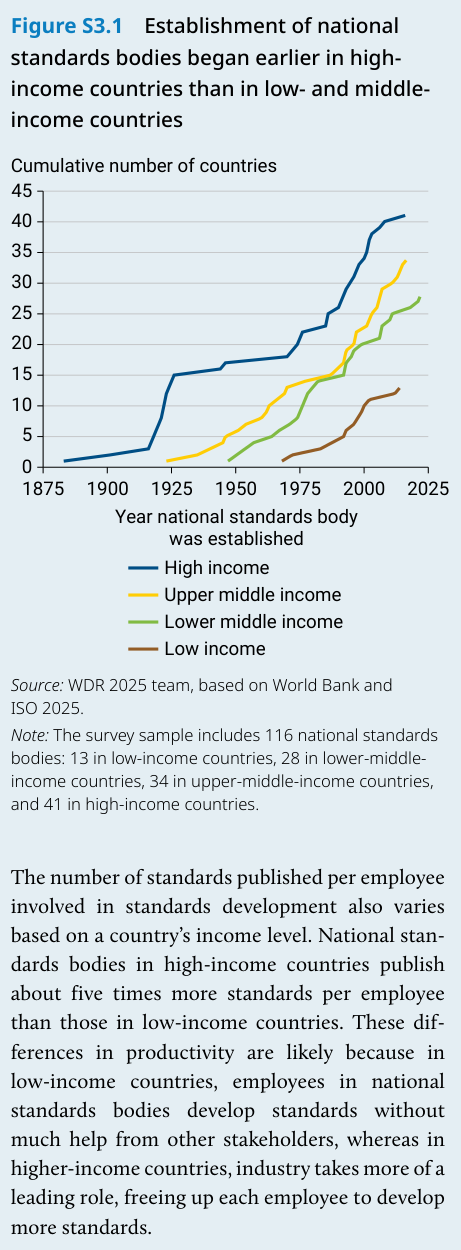 Figure S3.1 Establishment of national
standards bodies began earlier in high-
income countries than in low- and middle-
income countries
Cumulative number of countries
45
40
35
30
25
20
15
10
5
0
1875 1900 1925 1950 1975 2000 2025
Year national standards body
was established
High income
Upper middle income
Lower middle income
Low income
Source: WDR 2025 team, based on World Bank and
ISO 2025.
Note: The survey sample includes 116 national standards
bodies: 13 in low-income countries, 28 in lower-middle-
income countries, 34 in upper-middle-income countries,
and 41 in high-income countries.
The number of standards published per employee
involved in standards development also varies
based on a country’s income level. National stan-
dards bodies in high-income countries publish
about five times more standards per employee
than those in low-income countries. These dif-
ferences in productivity are likely because in
low-income countries, employees in national
standards bodies develop standards without
much help from other stakeholders, whereas in
higher-income countries, industry takes more of a
leading role, freeing up each employee to develop
more standards.